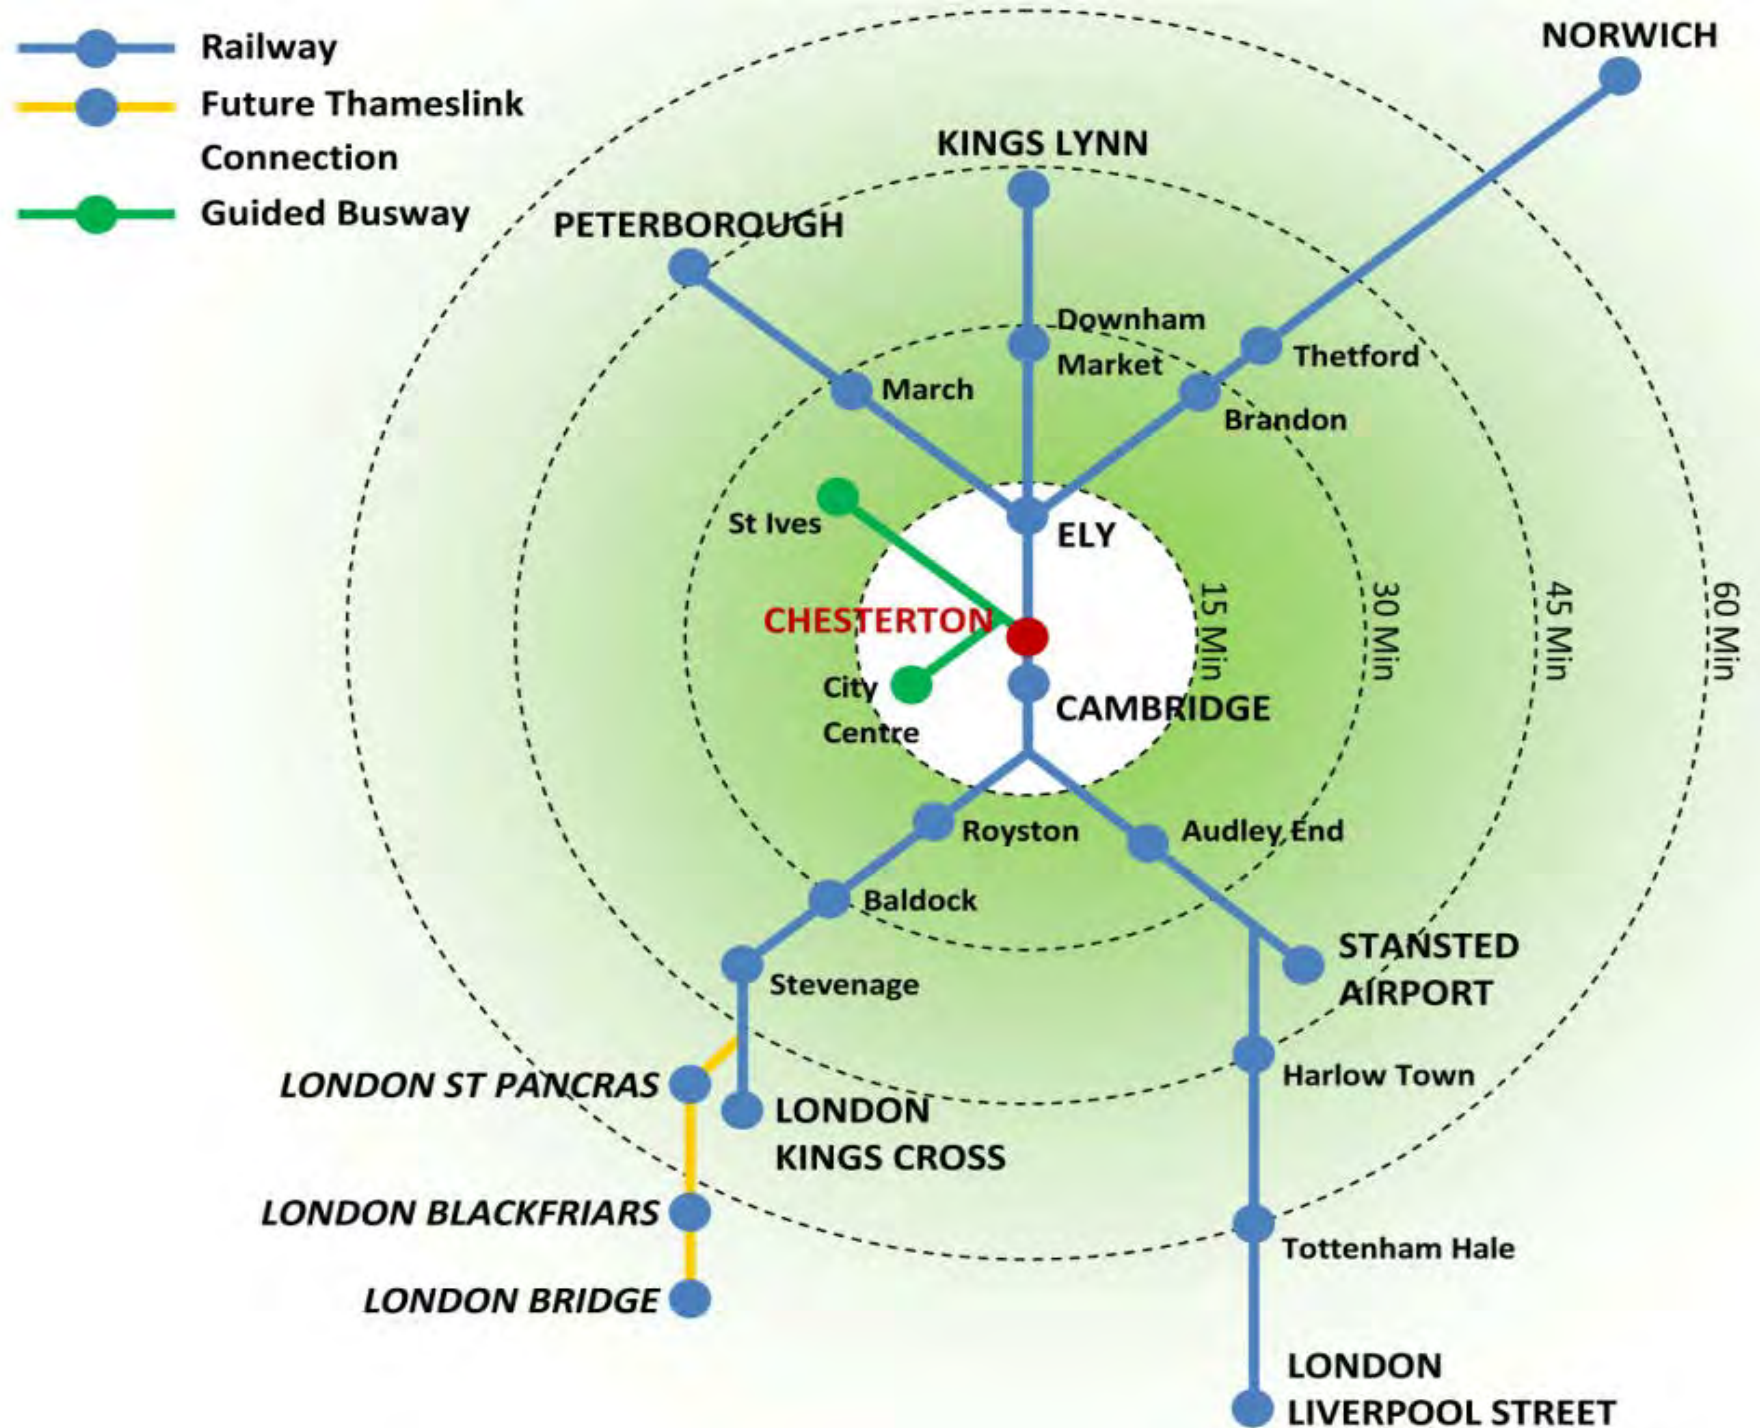 Railway
Future Thameslink
Connection
Guided Busway
NORWICH
KINGS LYNN
PETERBOROUGH
Downham
Market
Thetford
March
Brandon
St Ives
ELY
CHESTERTON
15 Min
30 Min
45 Min
60 Min
City
Centre
CAMBRIDGE
Royston
Audley End
Baldock
STANSTED
AIRPORT
Stevenage
Harlow Town
LONDON ST PANCRAS
LONDON
KINGS CROSS
LONDON BLACKFRIARS
Tottenham Hale
LONDON BRIDGE
LONDON
LIVERPOOL STREET